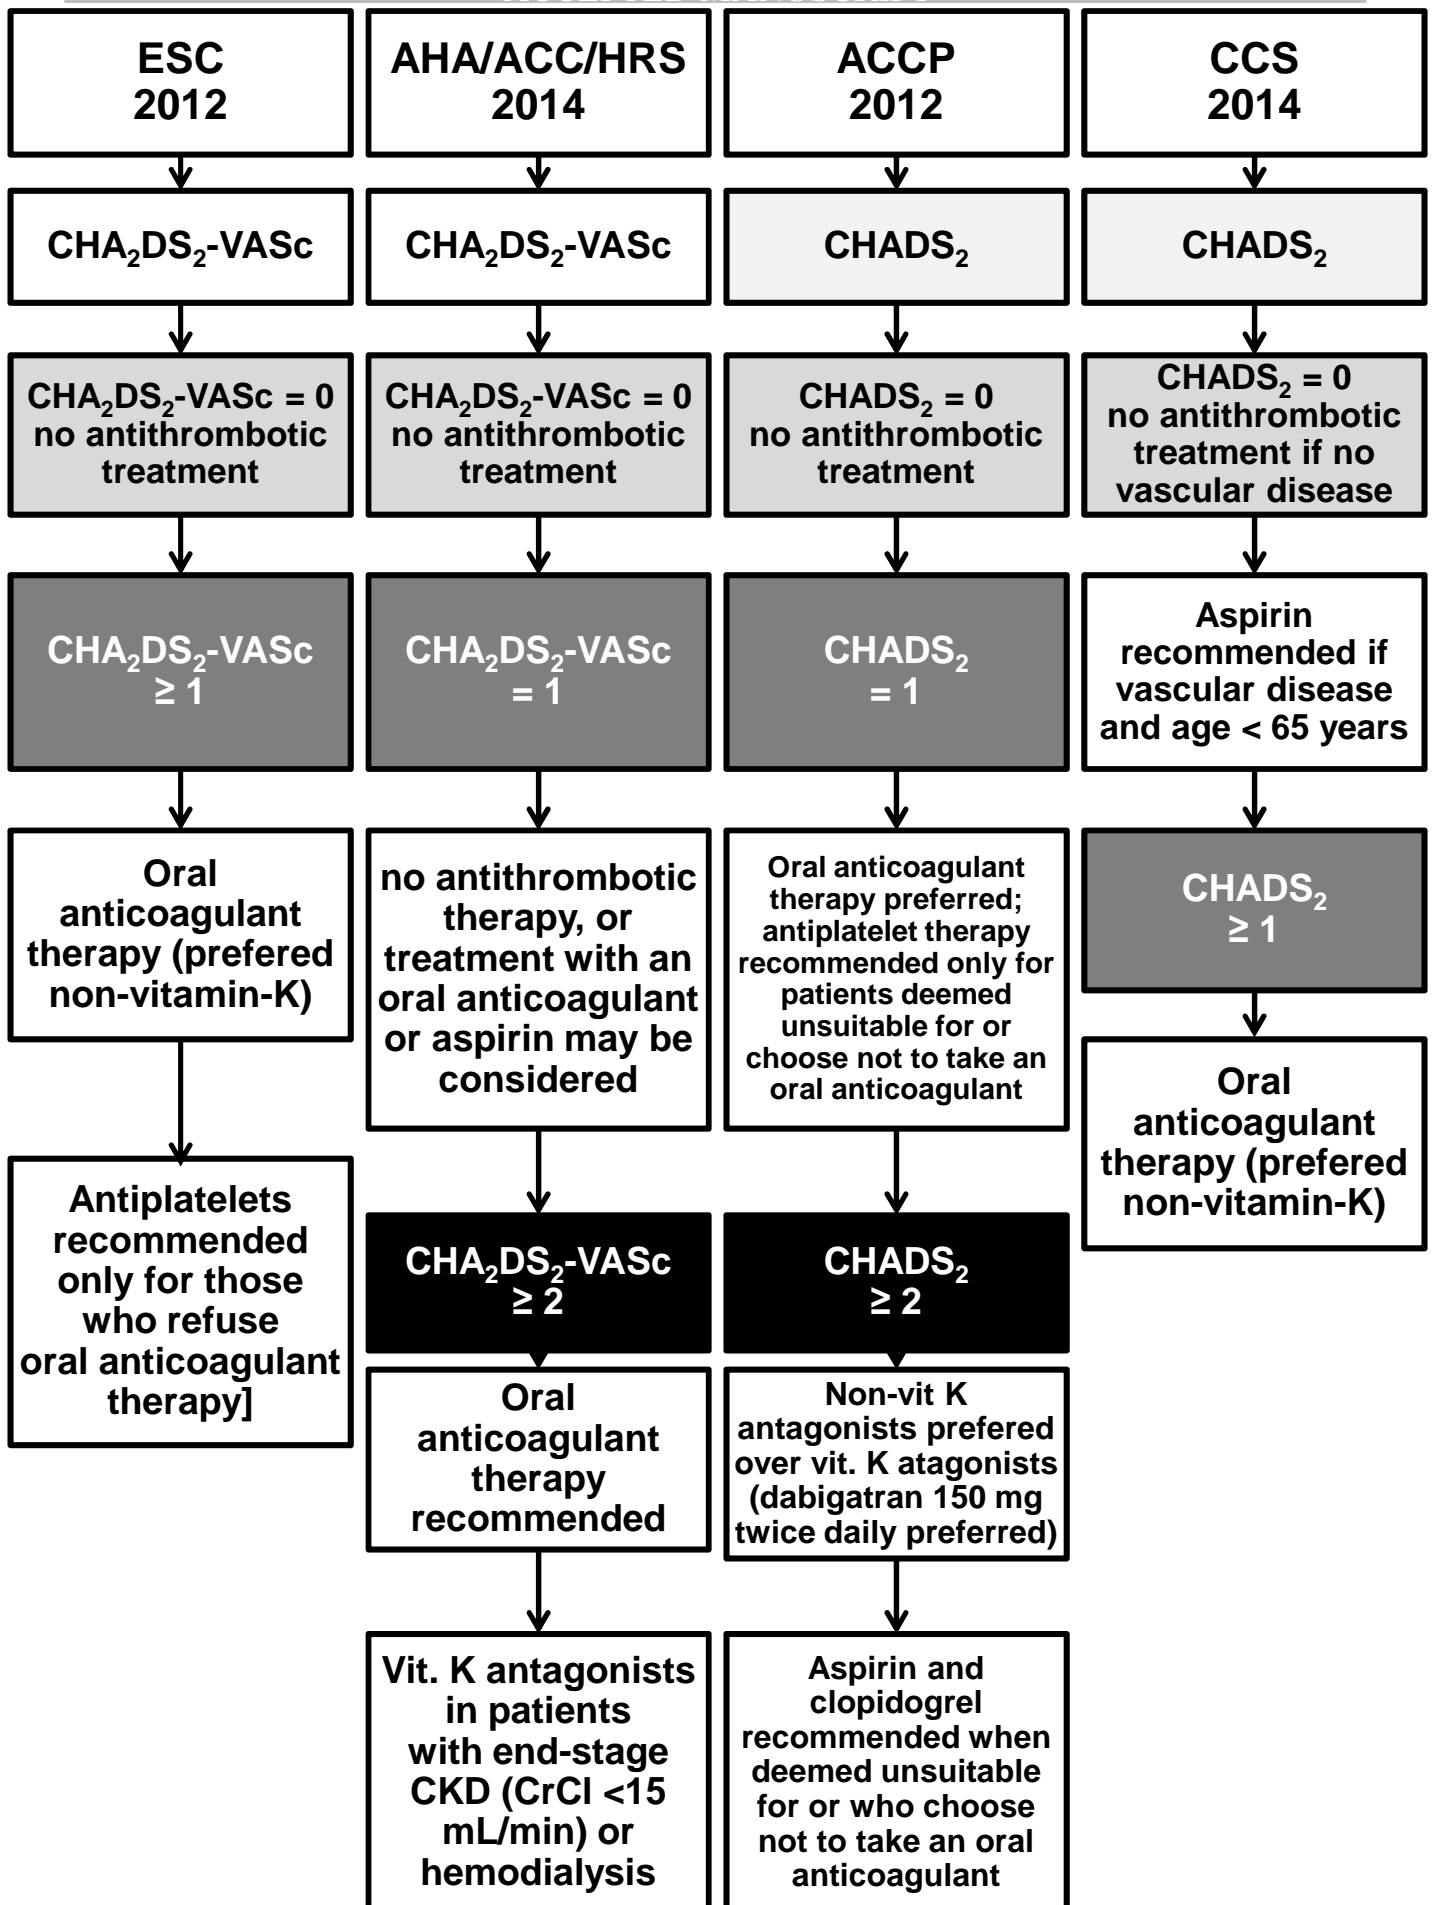 ESC
2012
CHA₂DS₂-VASc
CHA₂DS₂-VASc = 0
no antithrombotic
treatment
CHA₂DS₂-VASc
≥ 1
Oral
anticoagulant
therapy (prefered
non-vitamin-K)
Antiplatelets
recommended
only for those
who refuse
oral anticoagulant
therapy]
AHA/ACC/HRS
2014
CHA₂DS₂-VASc
CHA₂DS₂-VASc = 0
no antithrombotic
treatment
CHA₂DS₂-VASc
= 1
no antithrombotic
therapy, or
treatment with an
oral anticoagulant
or aspirin may be
considered
CHA₂DS₂-VASc
≥ 2
Oral
anticoagulant
therapy
recommended
Vit. K antagonists
in patients
with end-stage
CKD (CrCl <15
mL/min) or
hemodialysis
ACCP
2012
CHADS₂
CHADS₂ = 0
no antithrombotic
treatment
CHADS₂
= 1
Oral anticoagulant
therapy preferred;
antiplatelet therapy
recommended only for
patients deemed
unsuitable for or
choose not to take an
oral anticoagulant
CHADS₂
≥ 2
Non-vit K
antagonists prefered
over vit. K atagonists
(dabigatran 150 mg
twice daily preferred)
Aspirin and
clopidogrel
recommended when
deemed unsuitable
for or who choose
not to take an oral
anticoagulant
CCS
2014
CHADS₂
CHADS₂ = 0
no antithrombotic
treatment if no
vascular disease
Aspirin
recommended if
vascular disease
and age < 65 years
CHADS₂
≥ 1
Oral
anticoagulant
therapy (prefered
non-vitamin-K)